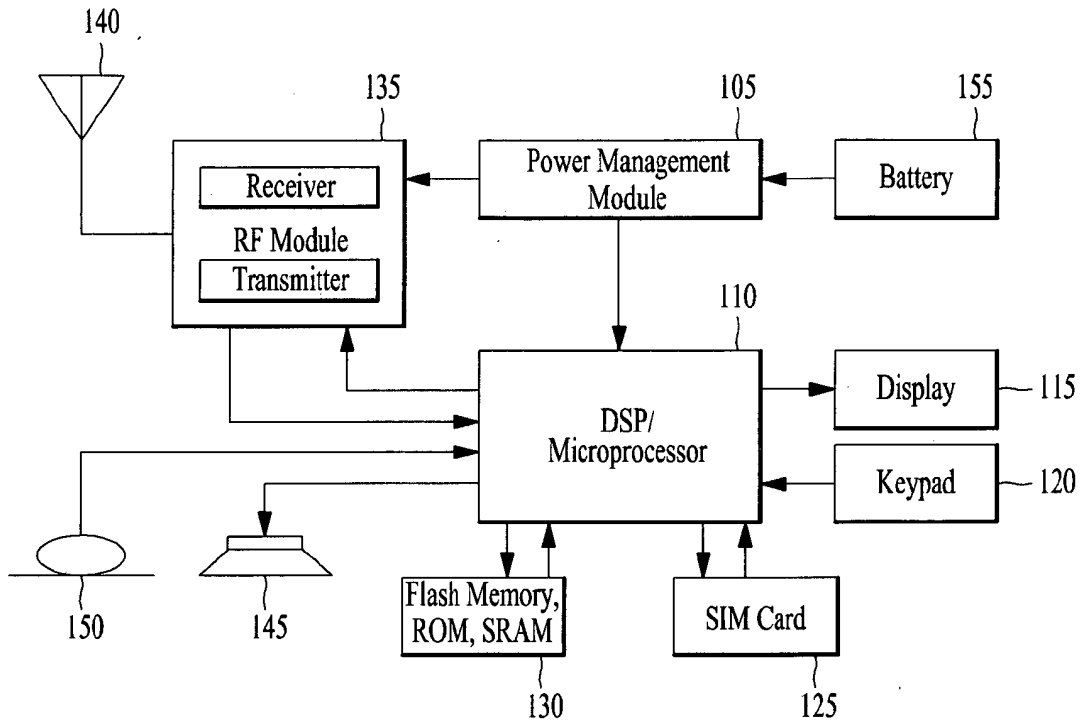 140
135
105
155
Receiver
RF Module
Transmitter
Power Management
Module
Battery
110
DSP/
Microprocessor
Display
115
Keypad
120
150
145
Flash Memory,
ROM, SRAM
130
SIM Card
125